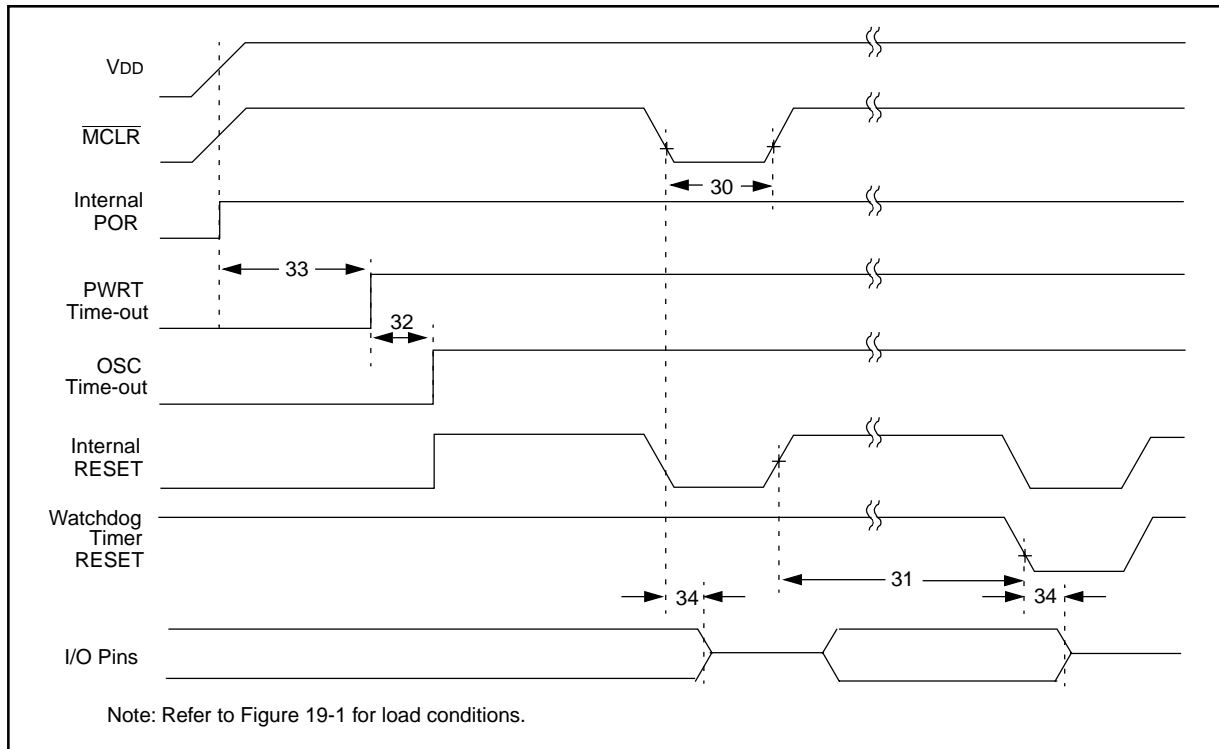 VDD
MCLR
30
Internal
POR
33
PWRT
Time-out
32
OSC
Time-out
Internal
RESET
Watchdog
Timer
RESET
31
34
34
I/O Pins
Note: Refer to Figure 19-1 for load conditions.